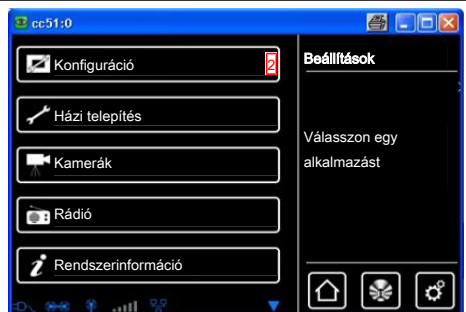 cc51:0
Konfiguráció 2
Házi telepítés
Kamerák
Rádió
Rendszerinformáció
Beállítások
Válasszon egy
alkalmazást